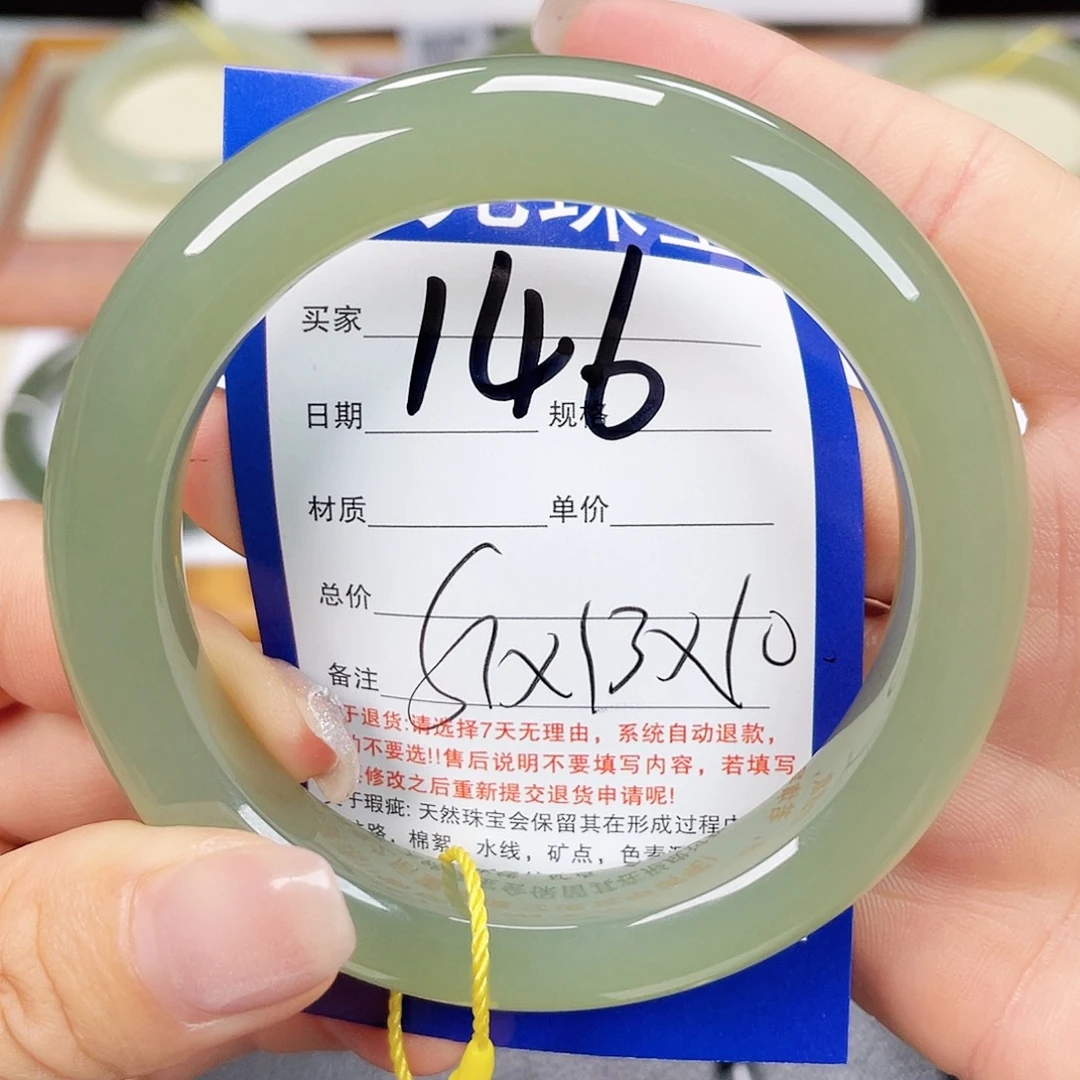 珠宝
146
买家
日期 规格
材质 单价
总价
57x13x10
备注
于退货:请选择7天无理由，系统自动退款，
的不要选!!售后说明不要填写内容，若填写
修改之后重新提交退货申请呢!
于瑕疵: 天然珠宝会保留其在形成过程中
棉絮，水线，矿点，色素